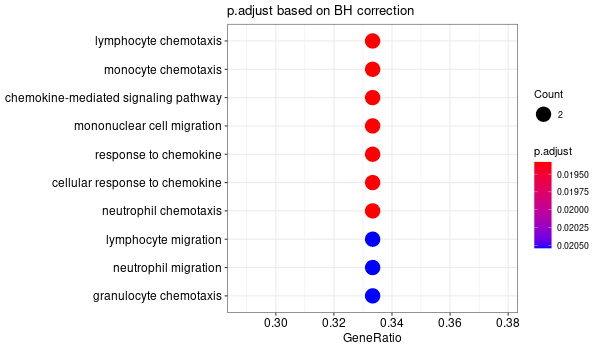 p.adjust based on BH correction
lymphocyte chemotaxis
monocyte chemotaxis
chemokine-mediated signaling pathway
mononuclear cell migration
response to chemokine
cellular response to chemokine
neutrophil chemotaxis
lymphocyte migration
neutrophil migration
granulocyte chemotaxis
0.30 0.32 0.34 0.36 0.38
GeneRatio
Count
2
p.adjust
0.01950
0.01975
0.02000
0.02025
0.02050